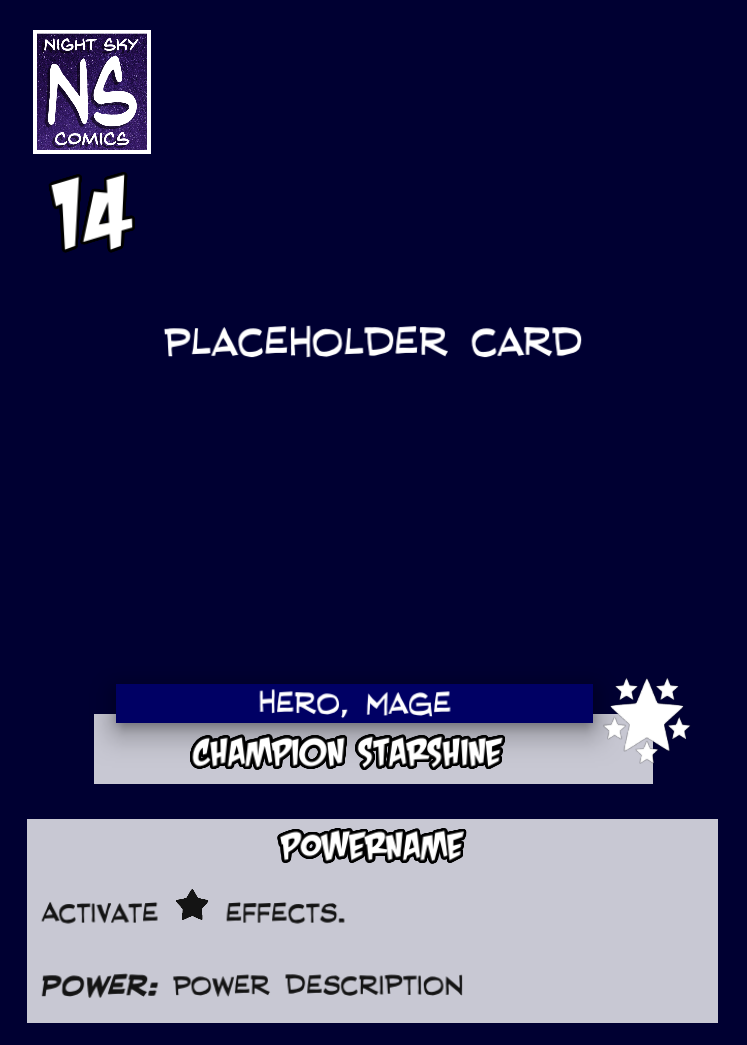 NIGHT SKY
NS
COMICS
14
PLACEHOLDER CARD
HERO, MAGE
CHAMPION STARSHINE
POWERNAME
ACTIVATE ★ EFFECTS.
POWER: POWER DESCRIPTION